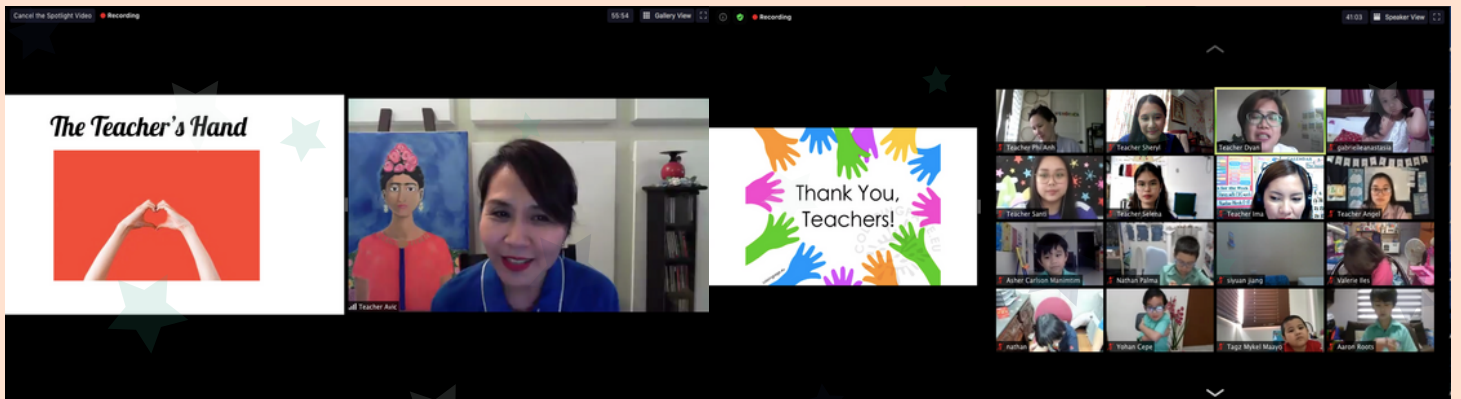 Cancel the Spotlight Video
Recording
55:54
Gallery View
The Teacher's Hand
Teacher Avic
Recording
41:03
Speaker View
Thank You,
Teachers!
Teacher Phi Anh
Teacher Sheryl
Teacher Dyan
gabrielleanastasia
Teacher Santi
Teacher Selena
Teacher Ima
Teacher Angel
Asher Carlson Manimtim
Nathan Palma
siyuan jiang
Valerie Iles
nathan
Yohan Cepe
Tagz Mykel Maayo
Aaron Roots